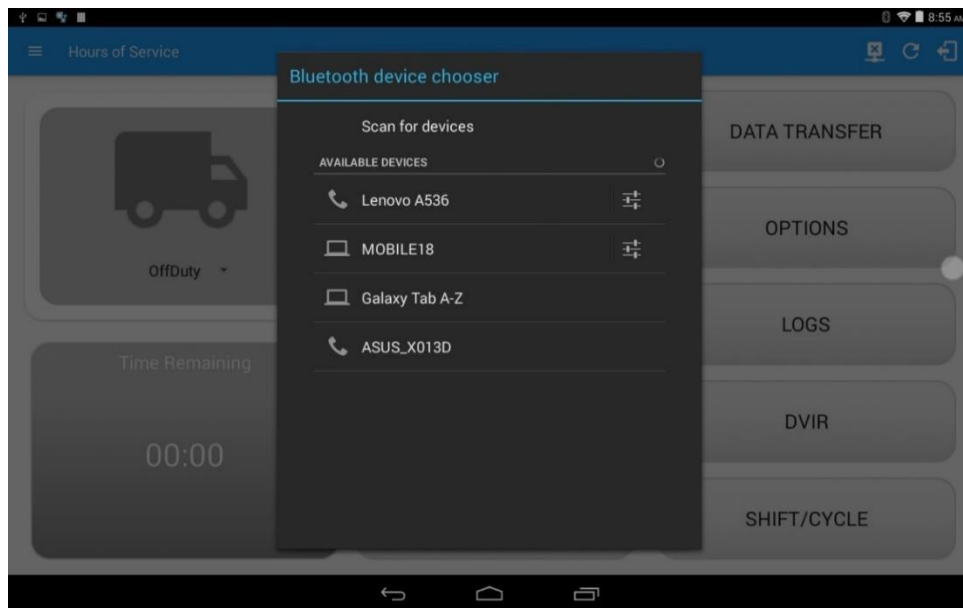 8:55 AM
Hours of Service
Bluetooth device chooser
Scan for devices
AVAILABLE DEVICES
Lenovo A536
MOBILE18
Galaxy Tab A-Z
ASUS_X013D
OffDuty
Time Remaining
00:00
DATA TRANSFER
OPTIONS
LOGS
DVIR
SHIFT/CYCLE